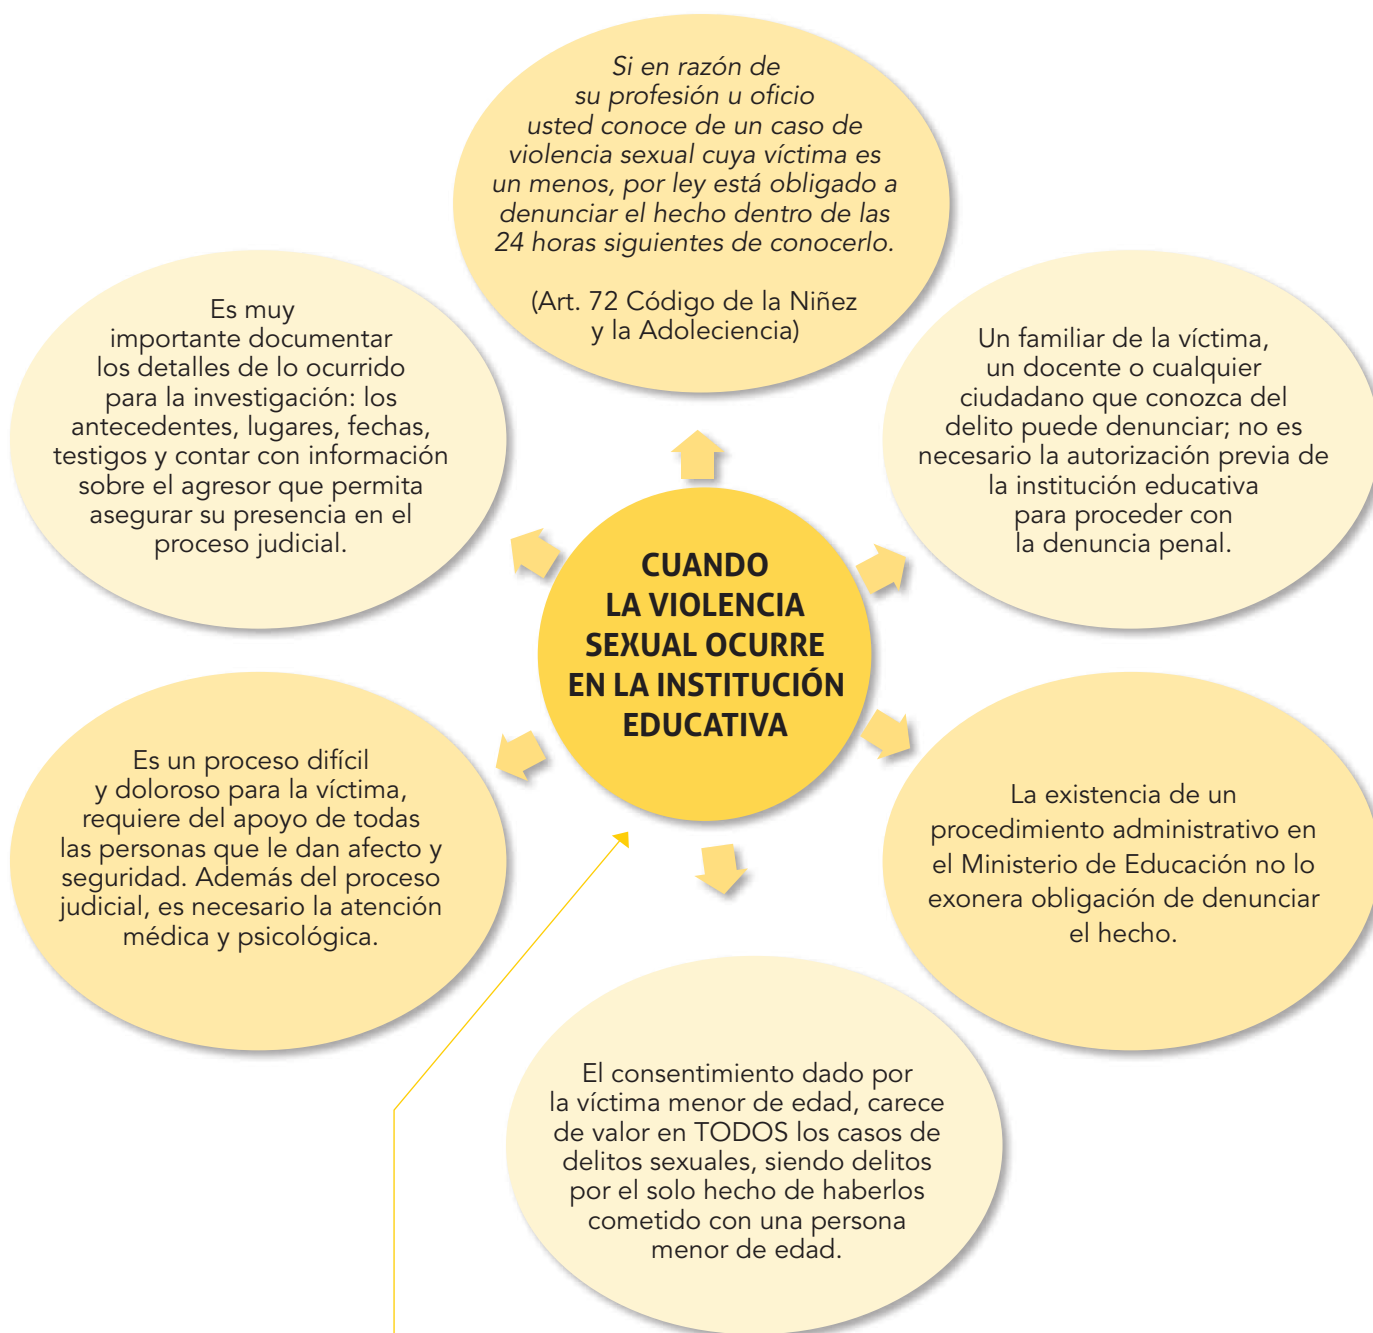 Si en razón de
su profesión u oficio
usted conoce de un caso de
violencia sexual cuya víctima es
un menos, por ley está obligado a
denunciar el hecho dentro de las
24 horas siguientes de conocerlo.
(Art. 72 Código de la Niñez
y la Adoleciencia)
Es muy
importante documentar
los detalles de lo ocurrido
para la investigación: los
antecedentes, lugares, fechas,
testigos y contar con información
sobre el agresor que permita
asegurar su presencia en el
proceso judicial.
Un familiar de la víctima,
un docente o cualquier
ciudadano que conozca del
delito puede denunciar; no es
necesario la autorización previa de
la institución educativa
para proceder con
la denuncia penal.
CUANDO
LA VIOLENCIA
SEXUAL OCURRE
EN LA INSTITUCIÓN
EDUCATIVA
Es un proceso difícil
y doloroso para la víctima,
requiere del apoyo de todas
las personas que le dan afecto y
seguridad. Además del proceso
judicial, es necesario la atención
médica y psicológica.
La existencia de un
procedimiento administrativo en
el Ministerio de Educación no lo
exonera obligación de denunciar
el hecho.
El consentimiento dado por
la víctima menor de edad, carece
de valor en TODOS los casos de
delitos sexuales, siendo delitos
por el solo hecho de haberlos
cometido con una persona
menor de edad.